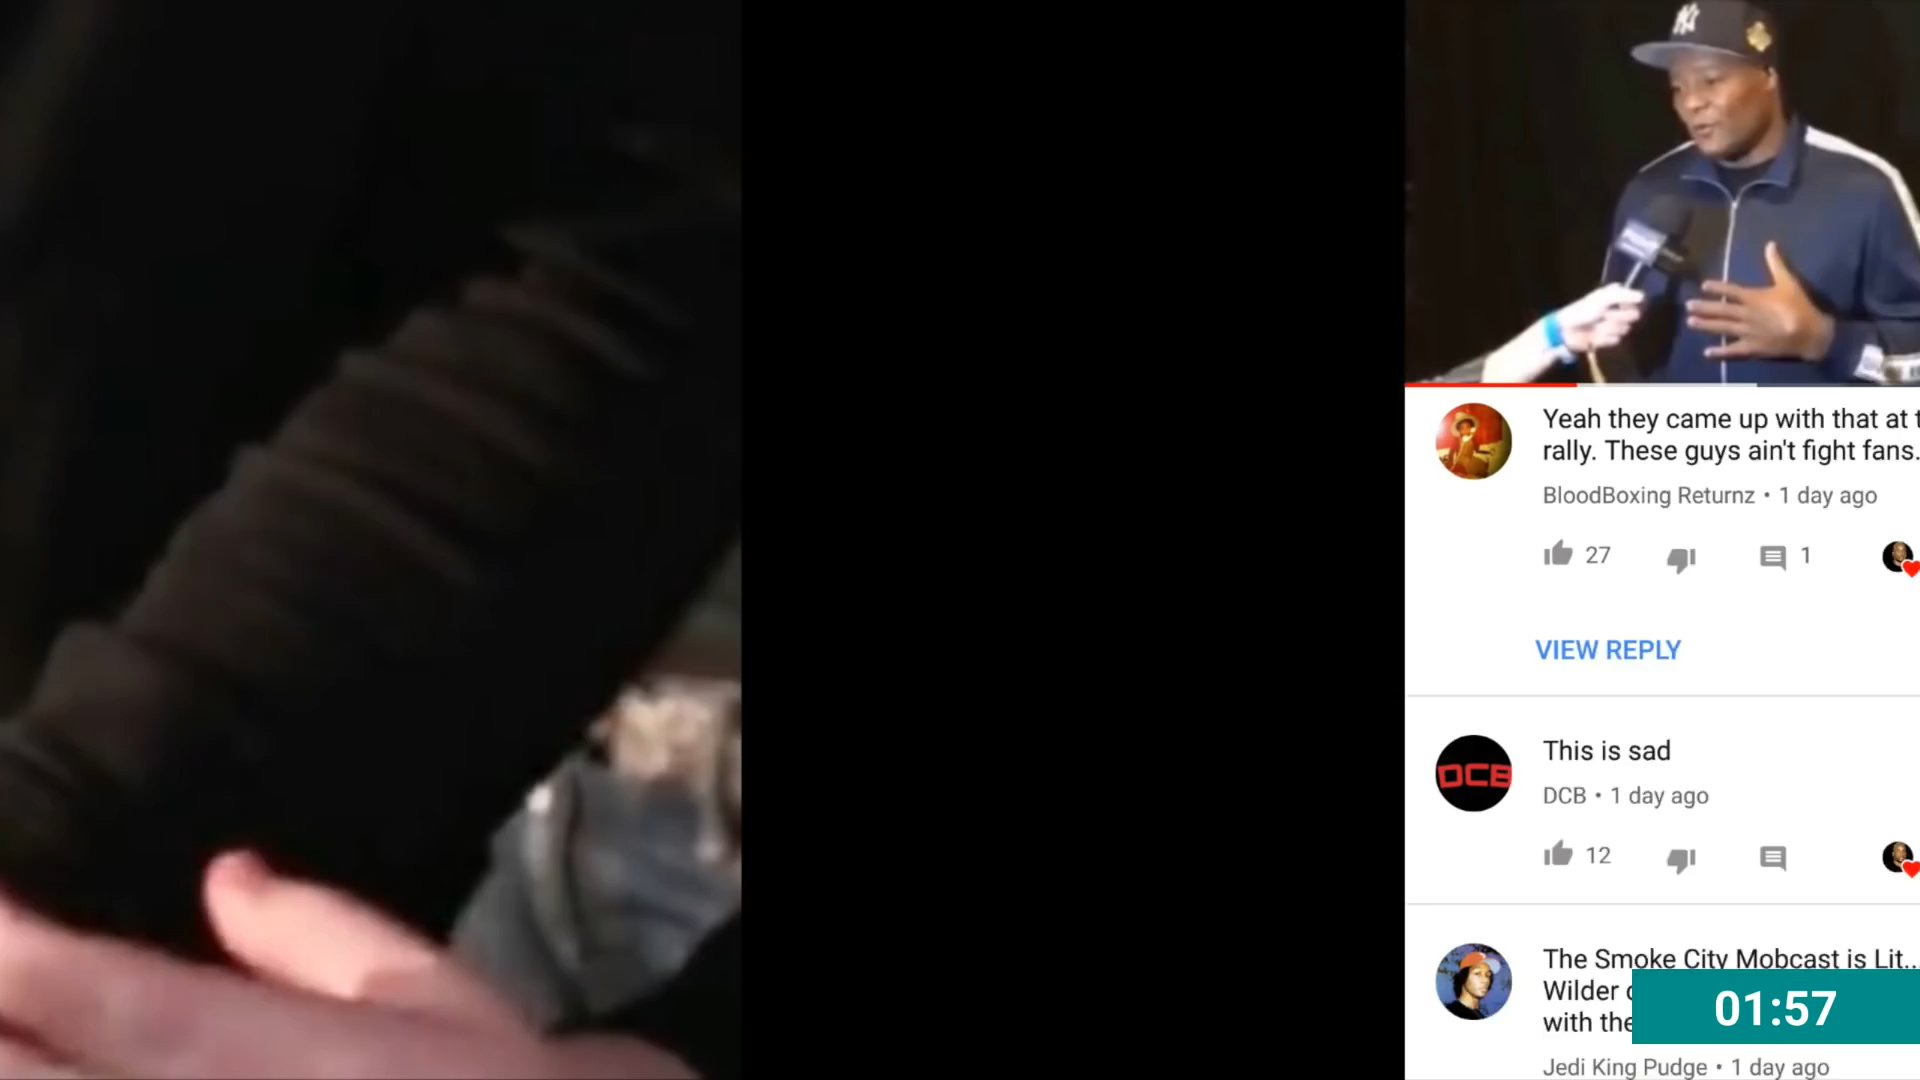 NY
Yeah they came up with that at t
rally. These guys ain't fight fans.
BloodBoxing Returnz • 1 day ago
27
1
VIEW REPLY
DCB
This is sad
DCB • 1 day ago
12
The Smoke City Mobcast is Lit...
Wilder
with the
Jedi King Pudge • 1 day ago
01:57